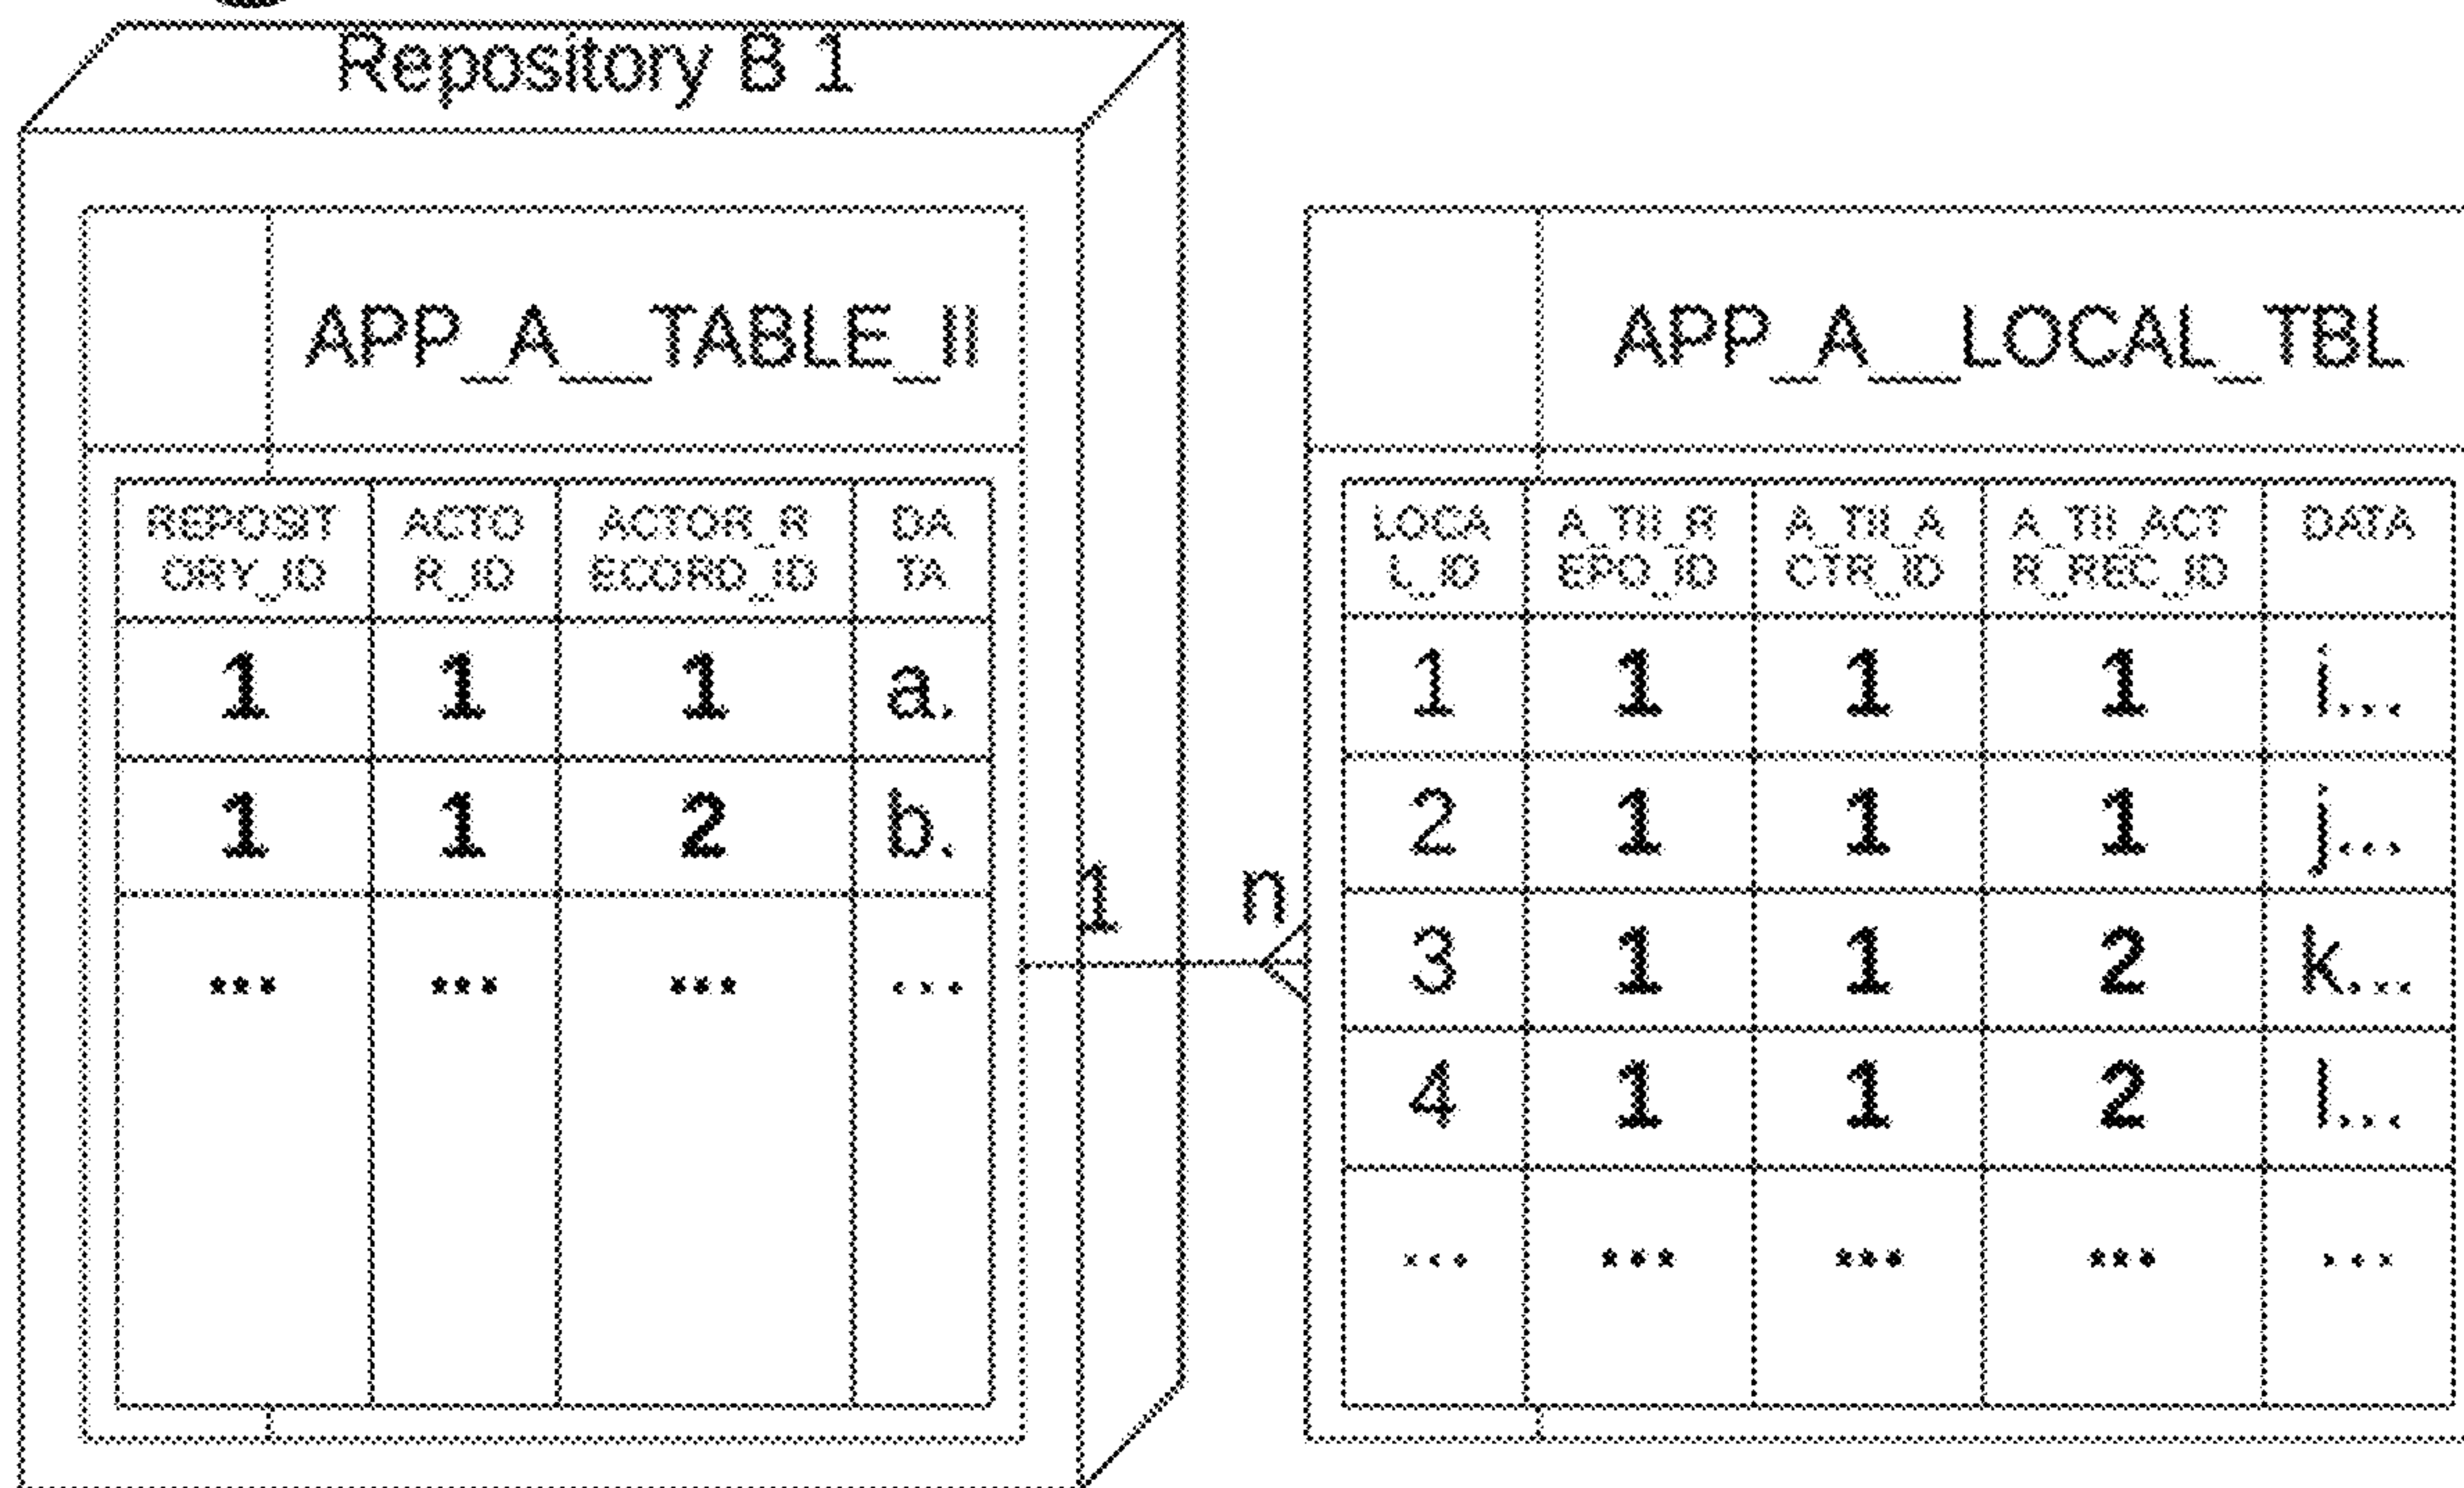 Repository B 1
APP_A__TABLE_II
REPOSIT ACTO ACTOR_R DA
ORY_ID R_ID ECORD_ID TA
1 1 1 a.
1 1 2 b.
... ... ... ...
1 n
APP_A__LOCAL_TBL
LOCA A_TII_R A_TII_A A_TII_ACT DATA
L_ID EPO_ID CTR_ID R_REC_ID
1 1 1 1 i...
2 1 1 1 j...
3 1 1 2 k...
4 1 1 2 l...
... ... ... ... ...